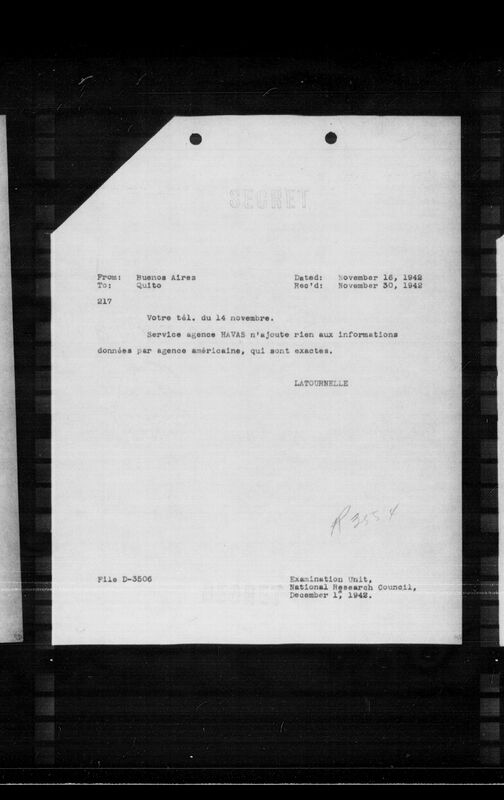 SECRET
From: Buenos Aires Dated: November 16, 1942
To: Quito Rec'd: November 30, 1942
217
Votre tél. du 14 novembre.
Service agence HAVAS n'ajoute rien aux informations
données par agence américaine, qui sont exactes.
LATOURNELLE
File D-3506 Examination Unit,
National Research Council,
December 1, 1942.
SECRET